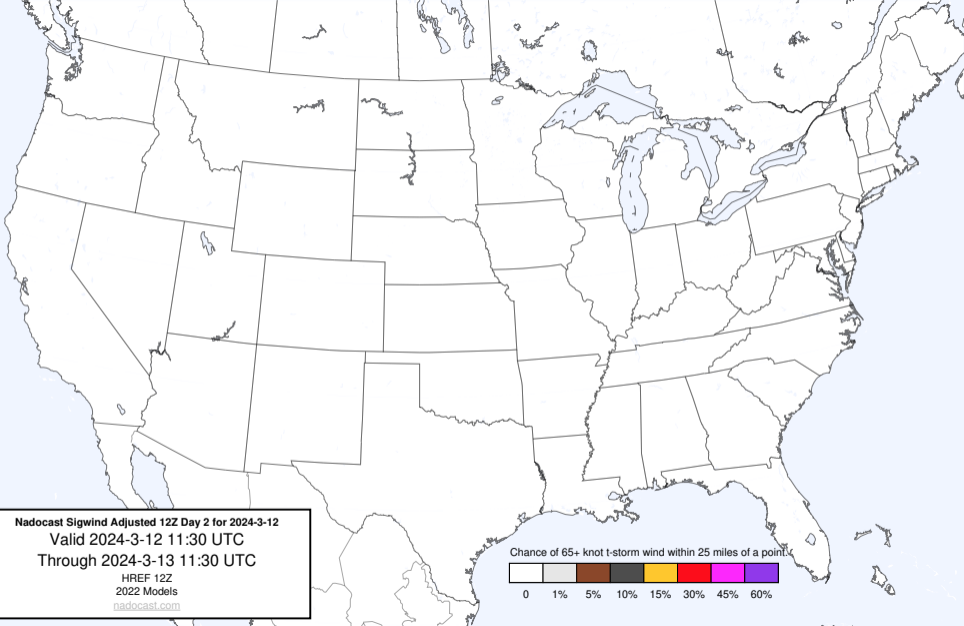 Nadocast Sigwind Adjusted 12Z Day 2 for 2024-3-12
Valid 2024-3-12 11:30 UTC
Through 2024-3-13 11:30 UTC
HREF 12Z
2022 Models
nadocast.com
Chance of 65+ knot t-storm wind within 25 miles of a point.
0 1% 5% 10% 15% 30% 45% 60%